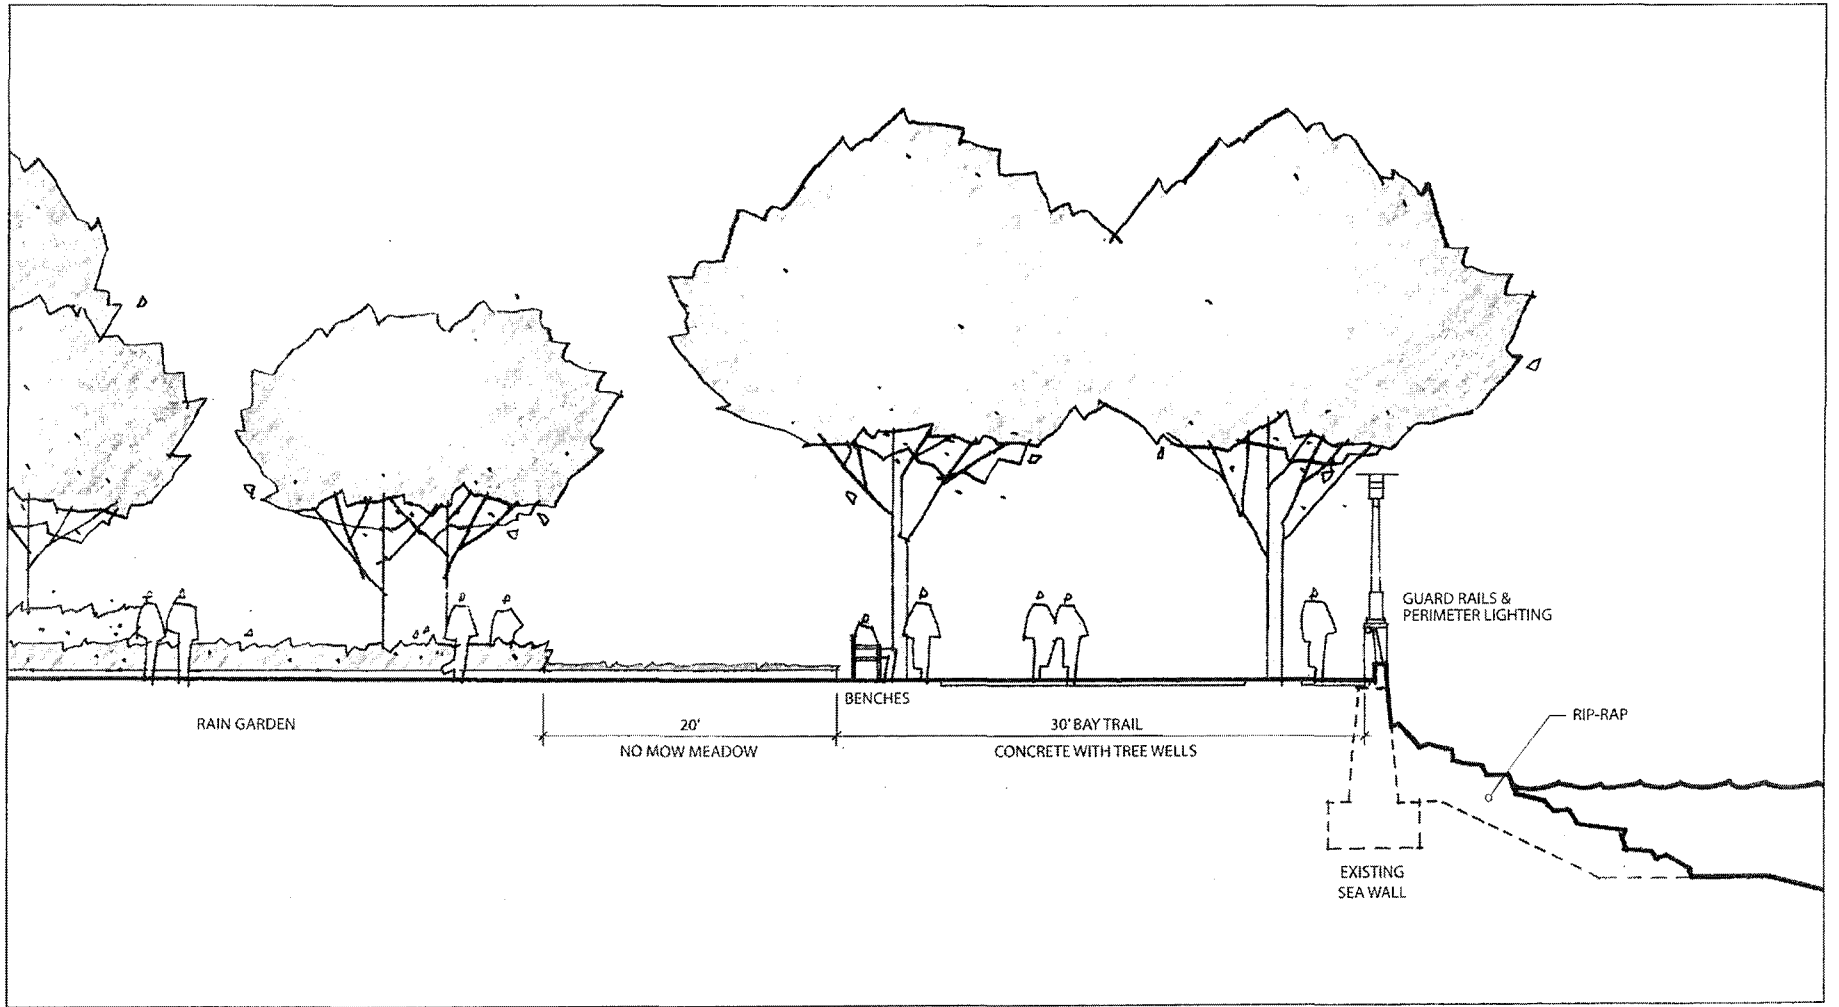 GUARD RAILS &
PERIMETER LIGHTING
BENCHES
RIP-RAP
RAIN GARDEN
20'
30' BAY TRAIL
NO MOW MEADOW
CONCRETE WITH TREE WELLS
EXISTING
SEA WALL